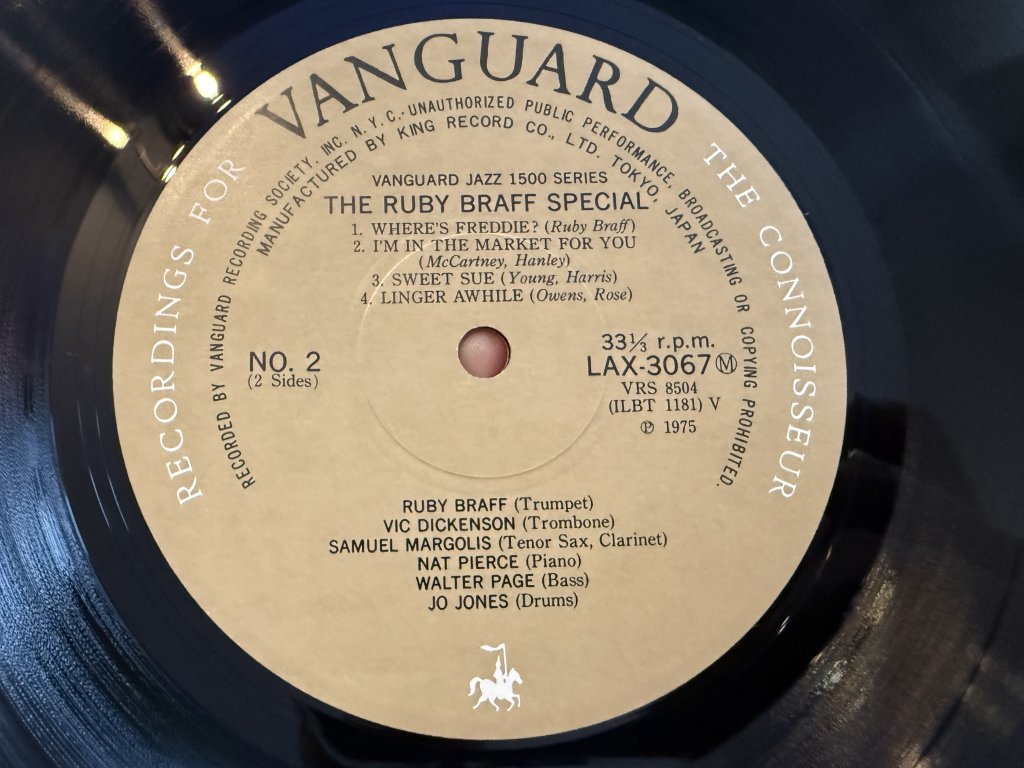 VANGUARD
RECORDINGS FOR THE CONNOISSEUR
RECORDED BY VANGUARD RECORDING SOCIETY, INC. N. Y. C.·UNAUTHORIZED PUBLIC PERFORMANCE, BROADCASTING OR COPYING PROHIBITED.
MANUFACTURED BY KING RECORD CO., LTD. TOKYO, JAPAN
VANGUARD JAZZ 1500 SERIES
THE RUBY BRAFF SPECIAL
1. WHERE'S FREDDIE? (Ruby Braff)
2. I'M IN THE MARKET FOR YOU
(McCartney, Hanley)
3. SWEET SUE (Young, Harris)
4. LINGER AWHILE (Owens, Rose)
NO. 2
(2 Sides)
33⅓ r.p.m.
LAX-3067 Ⓜ
VRS 8504
(ILBT 1181) V
℗ 1975
RUBY BRAFF (Trumpet)
VIC DICKENSON (Trombone)
SAMUEL MARGOLIS (Tenor Sax, Clarinet)
NAT PIERCE (Piano)
WALTER PAGE (Bass)
JO JONES (Drums)